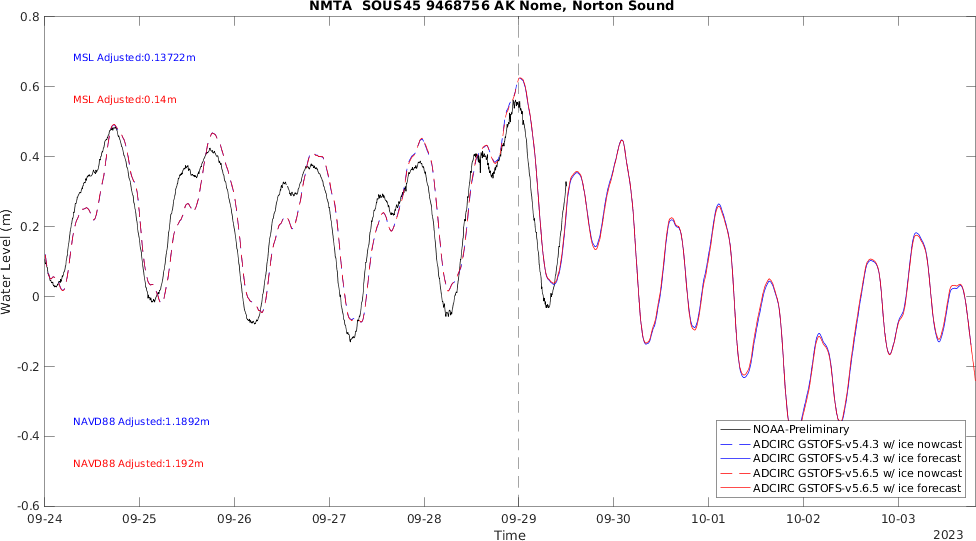 NMTA  SOUS45 9468756 AK Nome, Norton Sound
0.8
0.6
0.4
0.2
0
-0.2
-0.4
-0.6
Water Level (m)
MSL Adjusted:0.13722m
MSL Adjusted:0.14m
NAVD88 Adjusted:1.1892m
NAVD88 Adjusted:1.192m
NOAA-Preliminary
ADCIRC GSTOFS-v5.4.3 w/ ice nowcast
ADCIRC GSTOFS-v5.4.3 w/ ice forecast
ADCIRC GSTOFS-v5.6.5 w/ ice nowcast
ADCIRC GSTOFS-v5.6.5 w/ ice forecast
09-24 09-25 09-26 09-27 09-28 09-29 09-30 10-01 10-02 10-03
Time
2023